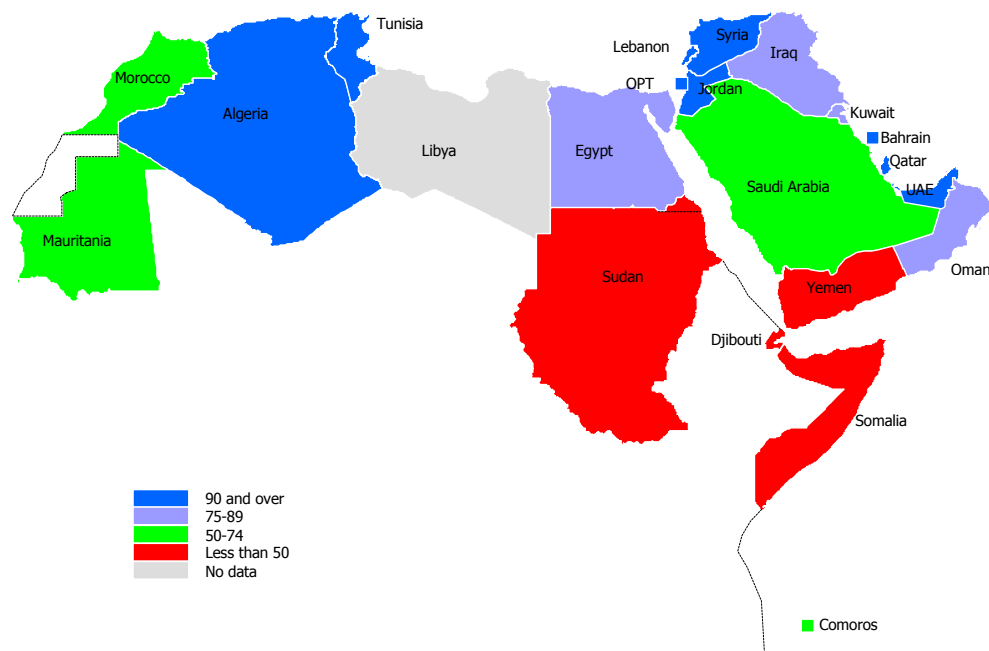 Tunisia
Syria
Lebanon
Iraq
Morocco
OPT
Jordan
Algeria
Kuwait
Bahrain
Libya
Egypt
Qatar
Saudi Arabia
UAE
Mauritania
Oman
Sudan
Yemen
Djibouti
Somalia
90 and over
75-89
50-74
Less than 50
No data
Comoros